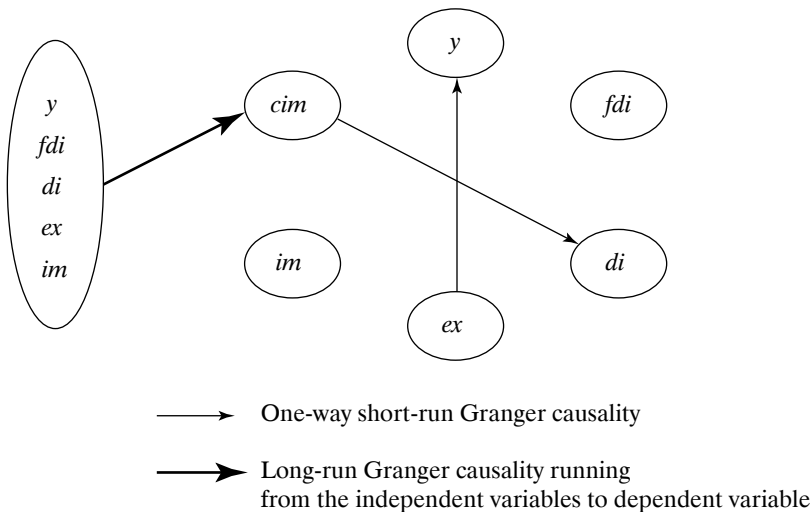 y
fdi
di
ex
im
cim
y
fdi
im
ex
di
One-way short-run Granger causality
Long-run Granger causality running
from the independent variables to dependent variable